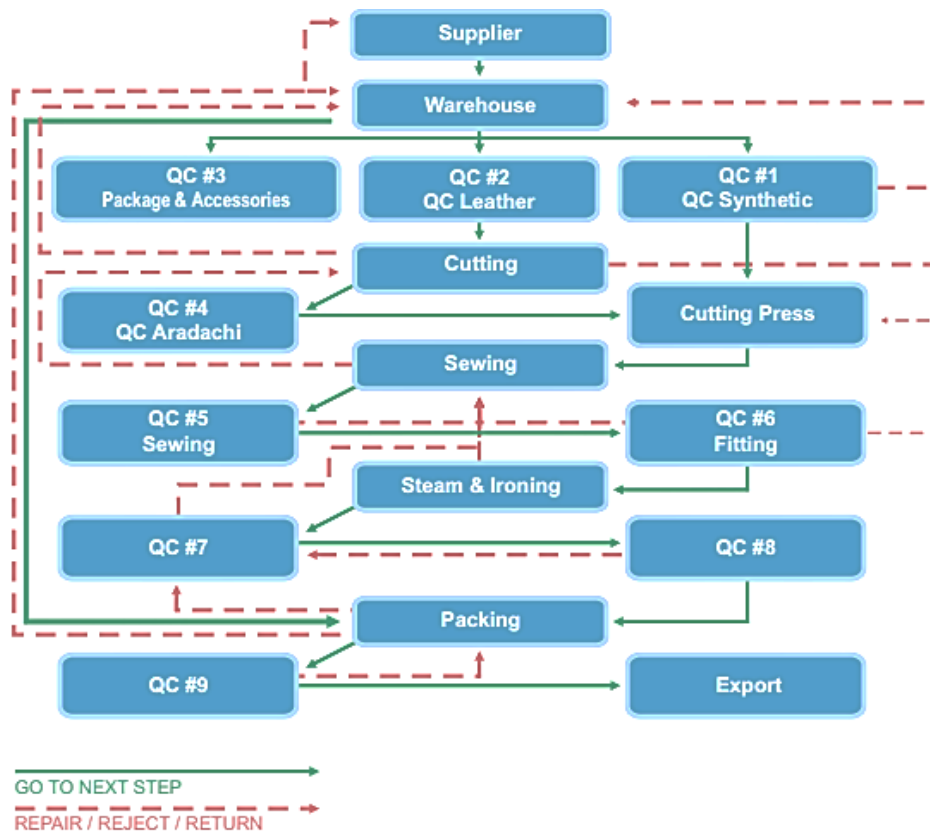 Supplier
Warehouse
QC #3
Package & Accessories
QC #2
QC Leather
QC #1
QC Synthetic
Cutting
QC #4
QC Aradachi
Cutting Press
Sewing
QC #5
Sewing
QC #6
Fitting
Steam & Ironing
QC #7
QC #8
Packing
QC #9
Export
GO TO NEXT STEP
REPAIR / REJECT / RETURN